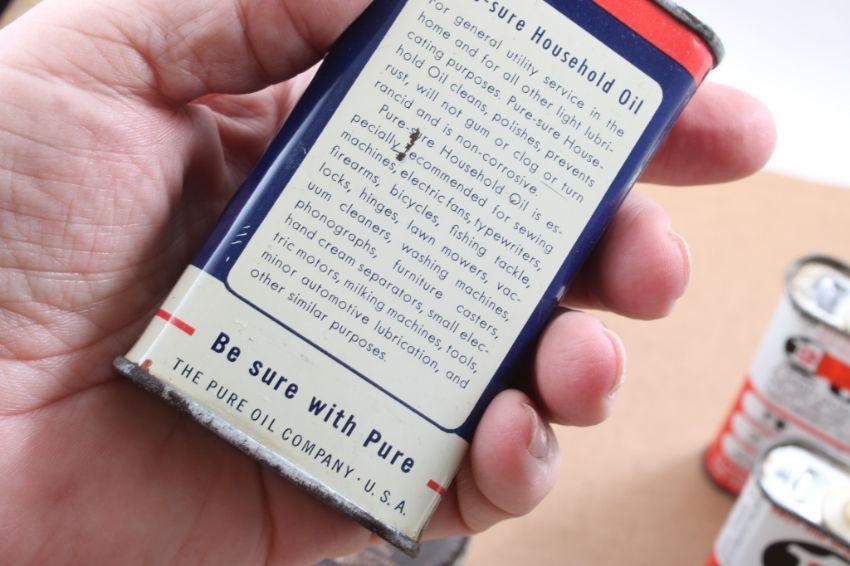 -sure Household Oil
For general utility service in the
home and for all other light lubri-
cating purposes. Pure-sure House-
hold Oil cleans, polishes, prevents
rust, will not gum or clog or turn
rancid and is non-corrosive.
Pure- re Household Oil is es-
pecially ecommended for sewing
machines, electric fans, typewriters,
firearms, bicycles, fishing tackle,
locks, hinges, lawn mowers, vac-
uum cleaners, washing machines,
phonographs, furniture casters,
hand cream separators, small elec-
tric motors, milking machines, tools,
minor automotive lubrication, and
other similar purposes.
Be sure with Pure
THE PURE OIL COMPANY · U. S. A.